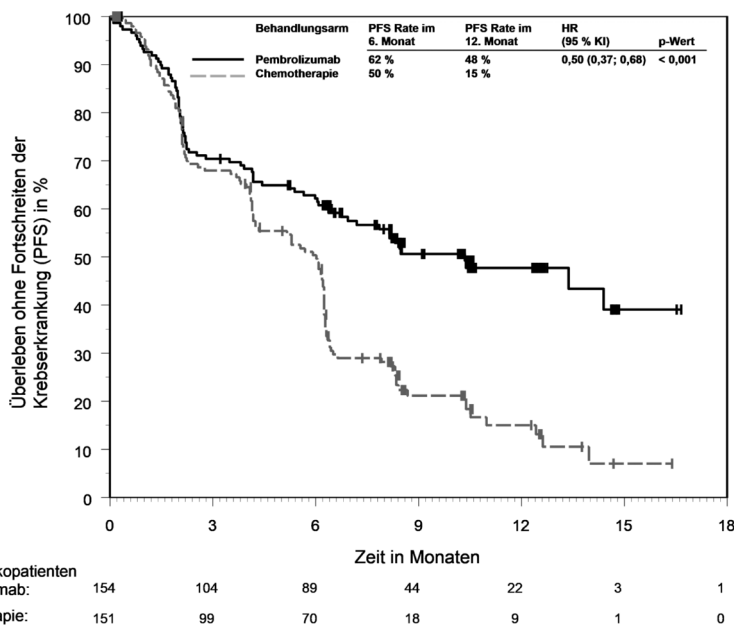 Behandlungsarm PFS Rate im 6. Monat PFS Rate im 12. Monat HR (95 % KI) p-Wert
Pembrolizumab 62 % 48 % 0,50 (0,37; 0,68) < 0,001
Chemotherapie 50 % 15 %
Überleben ohne Fortschreiten der
Krebserkrankung (PFS) in %
100
90
80
70
60
50
40
30
20
10
0
0 3 6 9 12 15 18
Zeit in Monaten
kopatienten
mab: 154 104 89 44 22 3 1
apie: 151 99 70 18 9 1 0